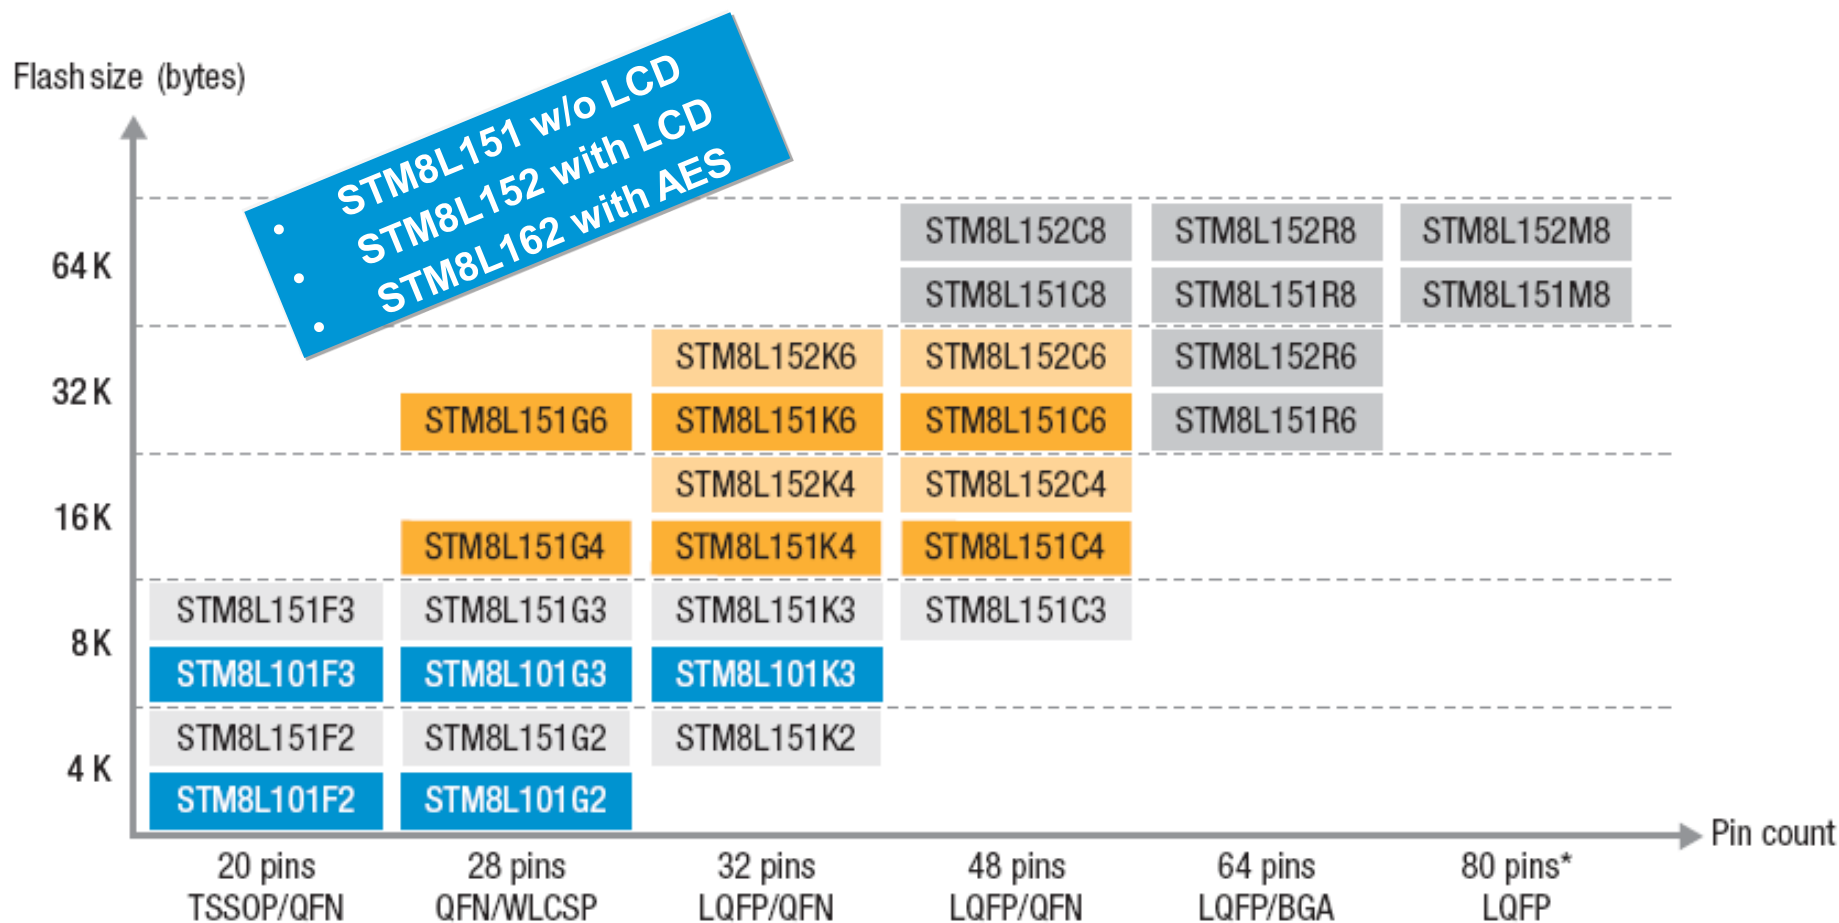 Flash size (bytes)
• STM8L151 w/o LCD
• STM8L152 with LCD
• STM8L162 with AES
64 K
STM8L152C8 STM8L152R8 STM8L152M8
STM8L151C8 STM8L151R8 STM8L151M8
32 K
STM8L152K6 STM8L152C6 STM8L152R6
STM8L151G6 STM8L151K6 STM8L151C6 STM8L151R6
16 K
STM8L152K4 STM8L152C4
STM8L151G4 STM8L151K4 STM8L151C4
8 K
STM8L151F3 STM8L151G3 STM8L151K3 STM8L151C3
STM8L101F3 STM8L101G3 STM8L101K3
4 K
STM8L151F2 STM8L151G2 STM8L151K2
STM8L101F2 STM8L101G2
Pin count
20 pins 28 pins 32 pins 48 pins 64 pins 80 pins*
TSSOP/QFN QFN/WLCSP LQFP/QFN LQFP/QFN LQFP/BGA LQFP